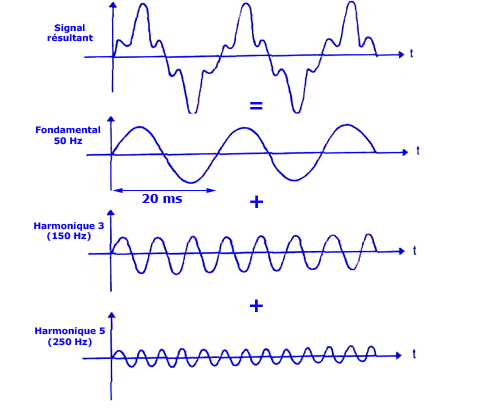 Signal
résultant
t
=
Fondamental
50 Hz
t
20 ms
+
Harmonique 3
(150 Hz)
t
+
Harmonique 5
(250 Hz)
t